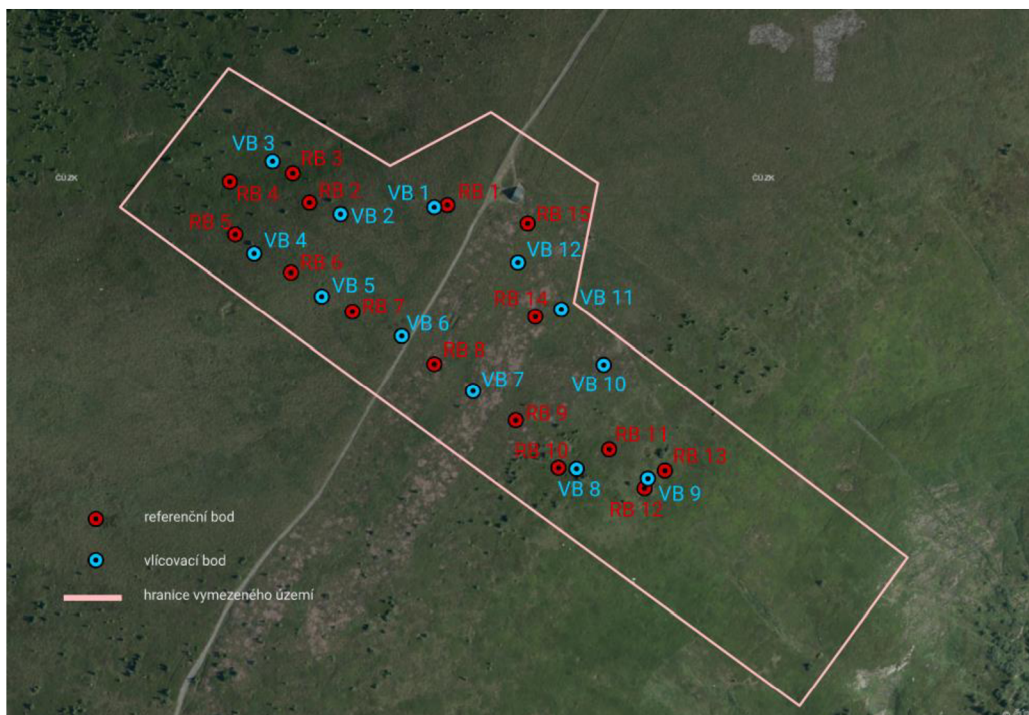 VB 3
RB 3
ČÚZK
ČÚZK
RB 4
RB 2
VB 1
RB 1
VB 2
RB 5
RB 15
VB 4
VB 12
RB 6
VB 5
RB 7
RB 14
VB 11
VB 6
RB 8
VB 7
VB 10
RB 9
RB 11
RB 10
RB 13
VB 8
VB 9
RB 12
referenční bod
vlícovací bod
hranice vymezeného území